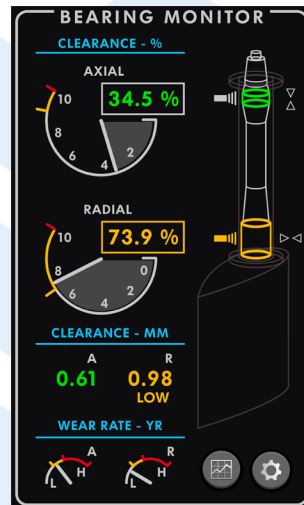 BEARING MONITOR
CLEARANCE - %
AXIAL
10
34.5 %
8
6
4
2
RADIAL
10
73.9 %
8
6
4
2
0
CLEARANCE - MM
A R
0.61 0.98
LOW
WEAR RATE - YR
A R
L H L H